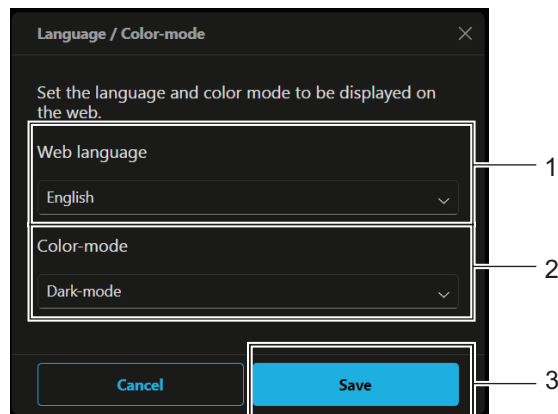 Language / Color-mode
Set the language and color mode to be displayed on
the web.
Web language
1
English
Color-mode
2
Dark-mode
Cancel
Save
3